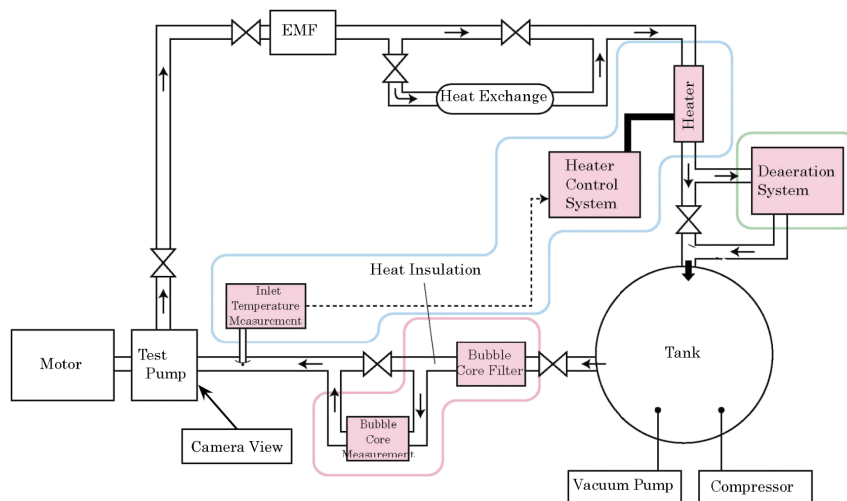 EMF
Heat Exchange
Heater
Heater
Control
System
Deaeration
System
Heat Insulation
Inlet
Temperature
Measurement
Motor
Test
Pump
Bubble
Core Filter
Tank
Camera View
Bubble
Core
Measurement
Vacuum Pump
Compressor